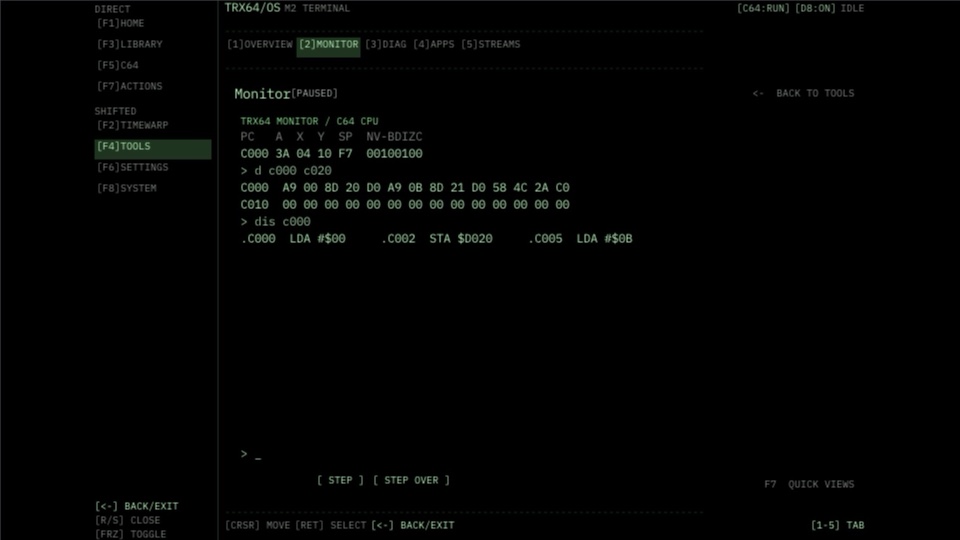 DIRECT
[F1]HOME
[F3]LIBRARY
[F5]C64
[F7]ACTIONS
SHIFTED
[F2]TIMEWARP
[F4]TOOLS
[F6]SETTINGS
[F8]SYSTEM
[<-] BACK/EXIT
[R/S] CLOSE
[FRZ] TOGGLE
TRX64/OS M2 TERMINAL
[C64:RUN] [D8:ON] IDLE
[1]OVERVIEW [2]MONITOR [3]DIAG [4]APPS [5]STREAMS
Monitor[PAUSED]
<- BACK TO TOOLS
TRX64 MONITOR / C64 CPU
PC A X Y SP NV-BDIZC
C000 3A 04 10 F7 00100100
> d c000 c020
C000 A9 00 8D 20 D0 A9 0B 8D 21 D0 58 4C 2A C0
C010 00 00 00 00 00 00 00 00 00 00 00 00 00 00
> dis c000
.C000 LDA #$00 .C002 STA $D020 .C005 LDA #$0B
> _
[ STEP ] [ STEP OVER ]
F7 QUICK VIEWS
[CRSR] MOVE [RET] SELECT [<-] BACK/EXIT
[1-5] TAB